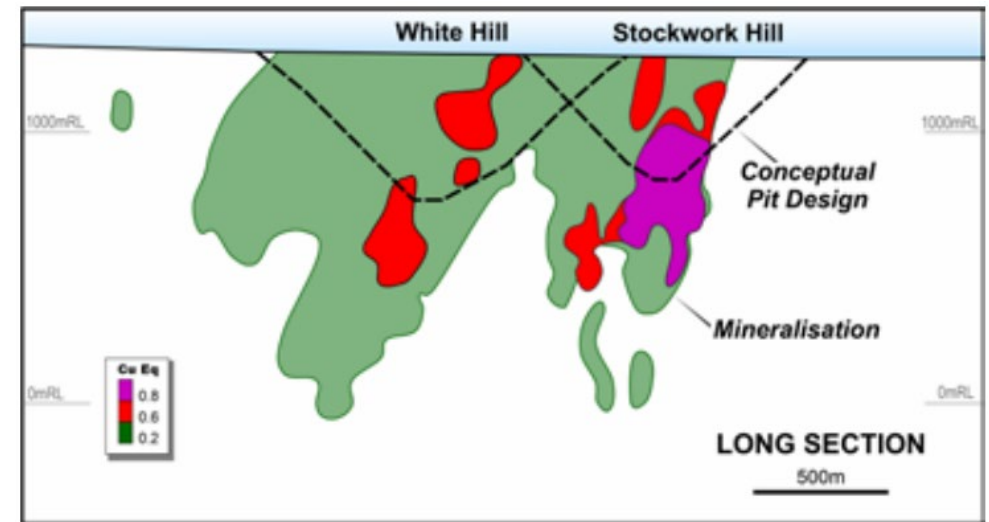 White Hill
Stockwork Hill
1000mRL
1000mRL
Conceptual
Pit Design
Mineralisation
Cu Eq
0.8
0.6
0.2
0mRL
0mRL
LONG SECTION
500m